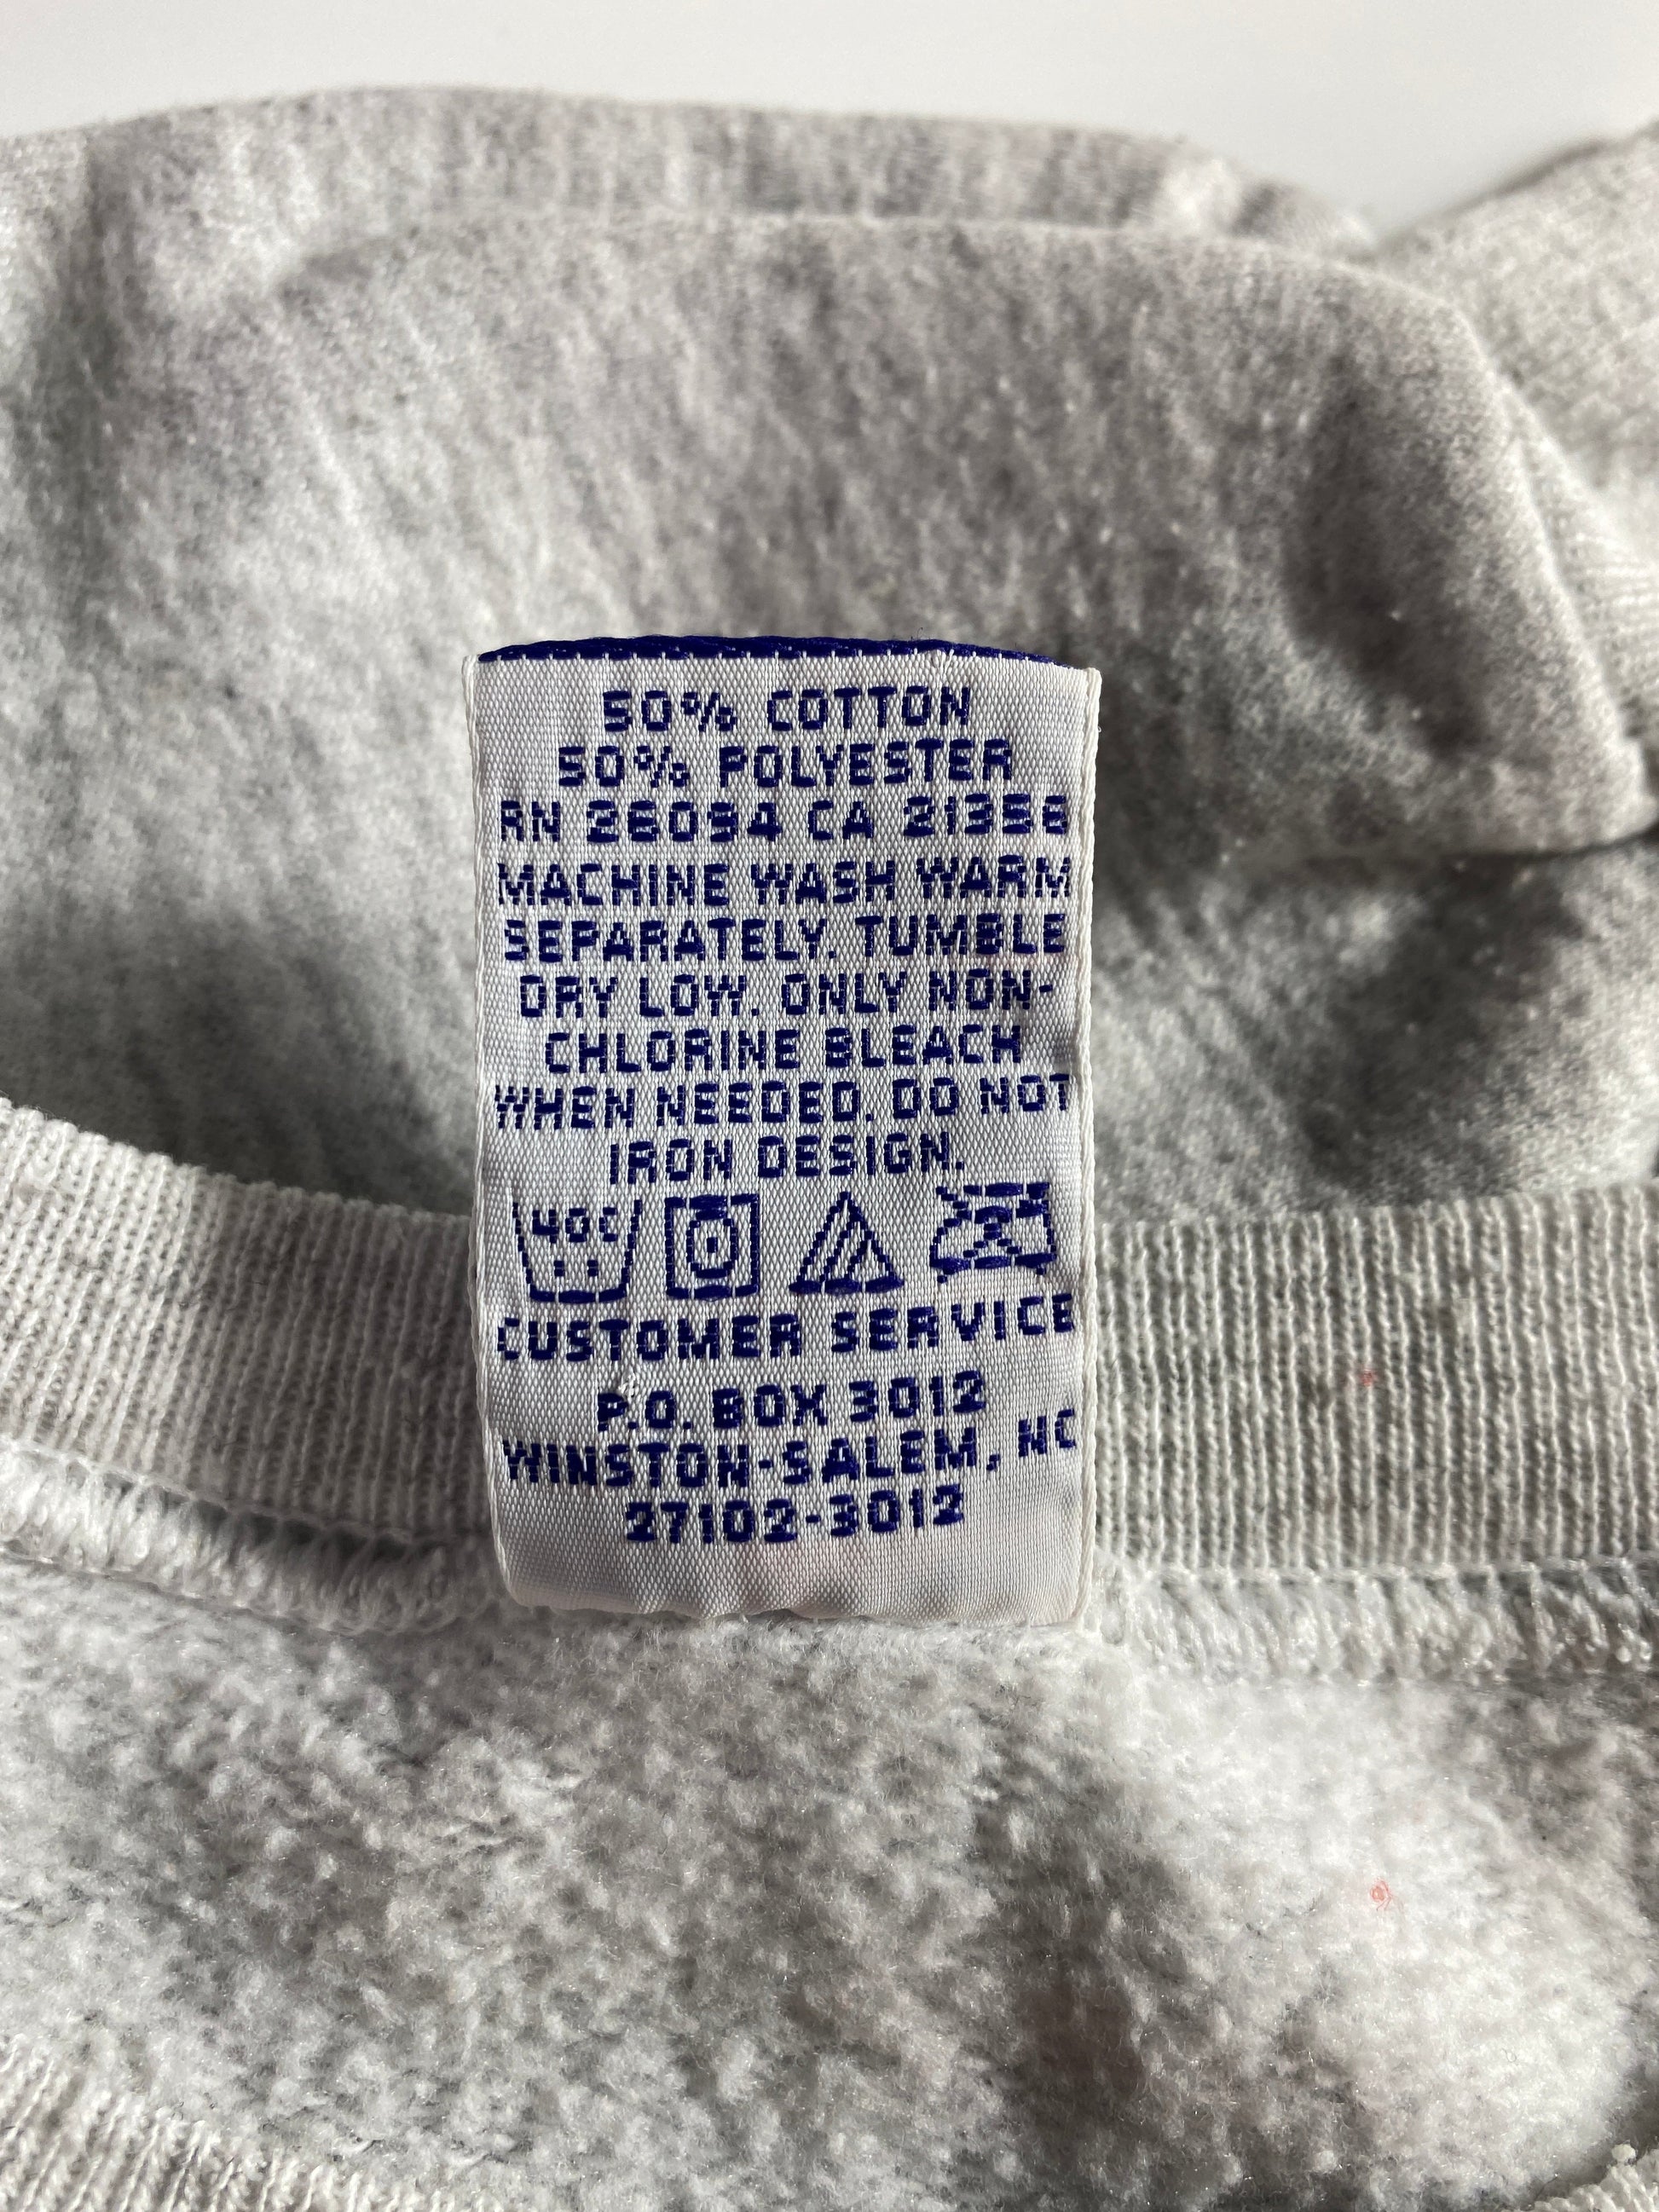 50% COTTON
50% POLYESTER
RN 26094 CA 21356
MACHINE WASH WARM
SEPARATELY. TUMBLE
DRY LOW. ONLY NON-
CHLORINE BLEACH
WHEN NEEDED. DO NOT
IRON DESIGN.
40C
CUSTOMER SERVICE
P.O. BOX 3012
WINSTON-SALEM, NC
27102-3012